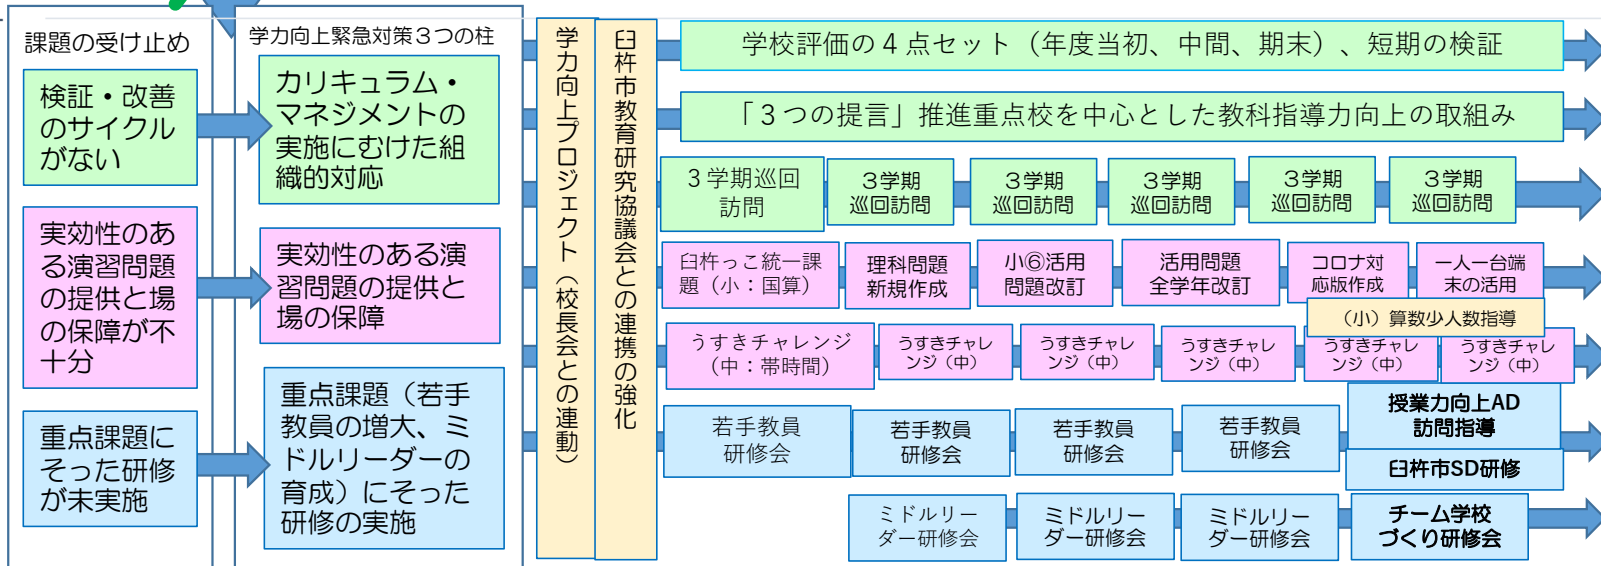 課題の受け止め
検証・改善
のサイクル
がない
実効性のあ
る演習問題
の提供と場
の保障が不
十分
重点課題に
そった研修
が未実施
学力向上緊急対策３つの柱
カリキュラム・
マネジメントの
実施にむけた組
織的対応
実効性のある演
習問題の提供と
場の保障
重点課題（若手
教員の増大、ミ
ドルリーダーの
育成）にそった
研修の実施
学力向上プロジェクト（校長会との連動）
臼杵市教育研究協議会との連携の強化
学校評価の４点セット（年度当初、中間、期末）、短期の検証
「３つの提言」推進重点校を中心とした教科指導力向上の取組み
３学期巡回
訪問
３学期
巡回訪問
３学期
巡回訪問
３学期
巡回訪問
３学期
巡回訪問
３学期
巡回訪問
臼杵っこ統一課
題（小：国算）
理科問題
新規作成
小⑥活用
問題改訂
活用問題
全学年改訂
コロナ対
応版作成
一人一台端
末の活用
（小）算数少人数指導
うすきチャレンジ
（中：帯時間）
うすきチャレ
ンジ（中）
うすきチャレ
ンジ（中）
うすきチャレ
ンジ（中）
うすきチャレ
ンジ（中）
うすきチャレ
ンジ（中）
若手教員
研修会
若手教員
研修会
若手教員
研修会
若手教員
研修会
授業力向上AD
訪問指導
臼杵市SD研修
ミドルリー
ダー研修会
ミドルリー
ダー研修会
ミドルリー
ダー研修会
チーム学校
づくり研修会